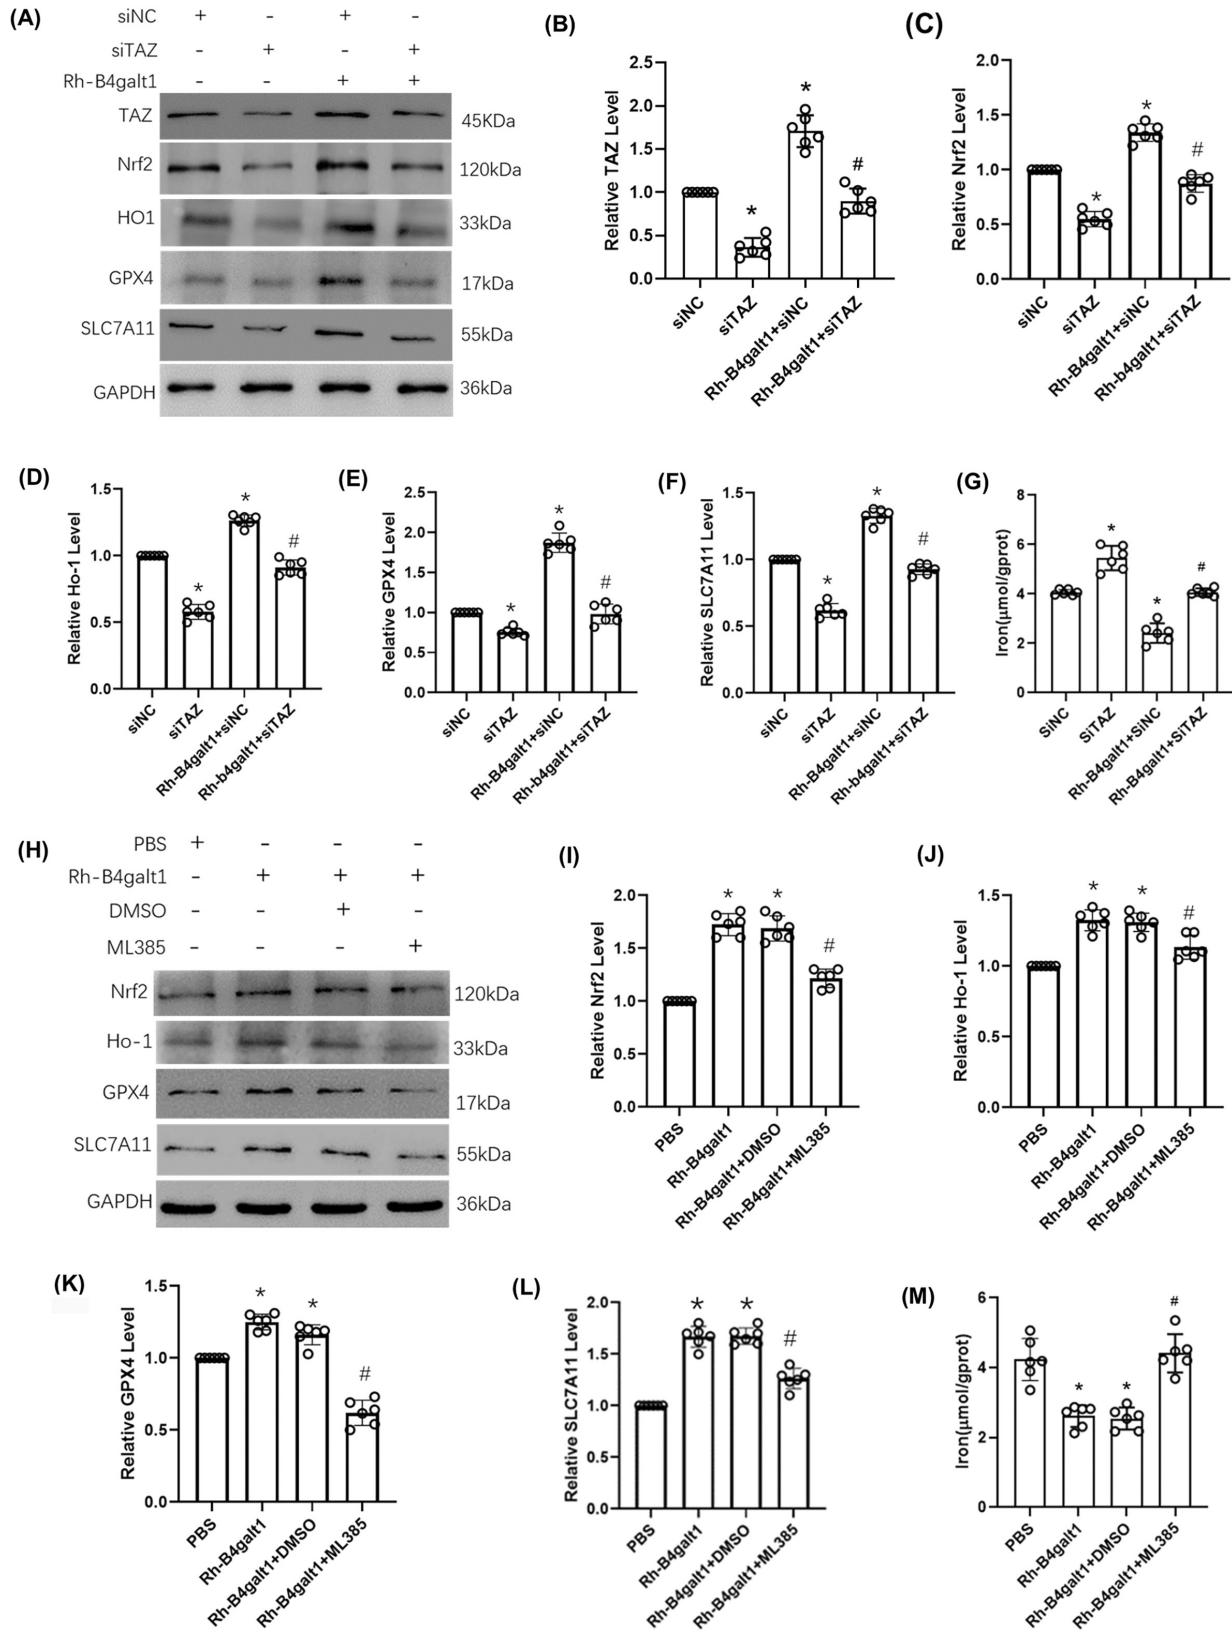 (A)
siNC + - + -
siTAZ - + - +
Rh-B4galt1 - - + +
TAZ 45KDa
Nrf2 120kDa
HO1 33kDa
GPX4 17kDa
SLC7A11 55kDa
GAPDH 36kDa
(B)
Relative TAZ Level
2.5
2.0
1.5
1.0
0.5
0.0
* * #
siNC
siTAZ
Rh-B4galt1+siNC
Rh-B4galt1+siTAZ
(C)
Relative Nrf2 Level
2.0
1.5
1.0
0.5
0.0
* * #
siNC
siTAZ
Rh-B4galt1+siNC
Rh-b4galt1+siTAZ
(D)
Relative Ho-1 Level
1.5
1.0
0.5
0.0
* * #
siNC
siTAZ
Rh-B4galt1+siNC
Rh-b4galt1+siTAZ
(E)
Relative GPX4 Level
2.5
2.0
1.5
1.0
0.5
0.0
* * #
siNC
siTAZ
Rh-B4galt1+siNC
Rh-b4galt1+siTAZ
(F)
Relative SLC7A11 Level
1.5
1.0
0.5
0.0
* * #
siNC
siTAZ
Rh-B4galt1+siNC
Rh-b4galt1+siTAZ
(G)
Iron(μmol/gprot)
8
6
4
2
0
* * #
SiNC
SiTAZ
Rh-B4galt1+SiNC
Rh-B4galt1+SiTAZ
(H)
PBS + - - -
Rh-B4galt1 - + + +
DMSO - - + -
ML385 - - - +
Nrf2 120kDa
Ho-1 33kDa
GPX4 17kDa
SLC7A11 55kDa
GAPDH 36kDa
(I)
Relative Nrf2 Level
2.0
1.5
1.0
0.5
0.0
* * #
PBS
Rh-B4galt1
Rh-B4galt1+DMSO
Rh-B4galt1+ML385
(J)
Relative Ho-1 Level
1.5
1.0
0.5
0.0
* * #
PBS
Rh-B4galt1
Rh-B4galt1+DMSO
Rh-B4galt1+ML385
(K)
Relative GPX4 Level
1.5
1.0
0.5
0.0
* * #
PBS
Rh-B4galt1
Rh-B4galt1+DMSO
Rh-B4galt1+ML385
(L)
Relative SLC7A11 Level
2.0
1.5
1.0
0.5
0.0
* * #
PBS
Rh-B4galt1
Rh-B4galt1+DMSO
Rh-B4galt1+ML385
(M)
Iron(μmol/gprot)
6
4
2
0
* * #
PBS
Rh-B4galt1
Rh-B4galt1+DMSO
Rh-B4galt1+ML385